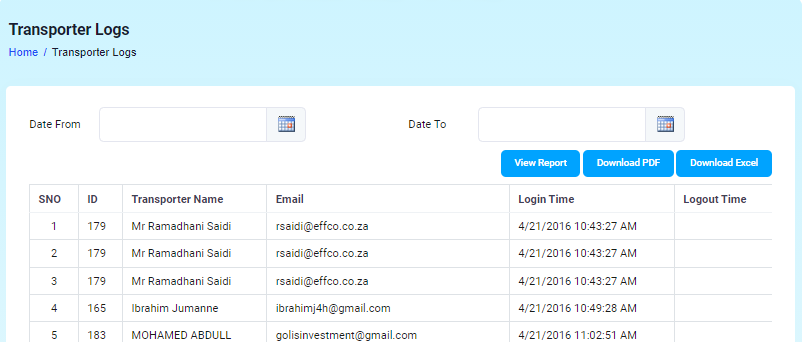 Transporter Logs
Home / Transporter Logs
Date From Date To
View Report Download PDF Download Excel
SNO ID Transporter Name Email Login Time Logout Time
1 179 Mr Ramadhani Saidi rsaidi@effco.co.za 4/21/2016 10:43:27 AM
2 179 Mr Ramadhani Saidi rsaidi@effco.co.za 4/21/2016 10:43:27 AM
3 179 Mr Ramadhani Saidi rsaidi@effco.co.za 4/21/2016 10:43:27 AM
4 165 Ibrahim Jumanne ibrahimj4h@gmail.com 4/21/2016 10:49:28 AM
5 183 MOHAMED ABDULL golisinvestment@gmail.com 4/21/2016 11:02:51 AM